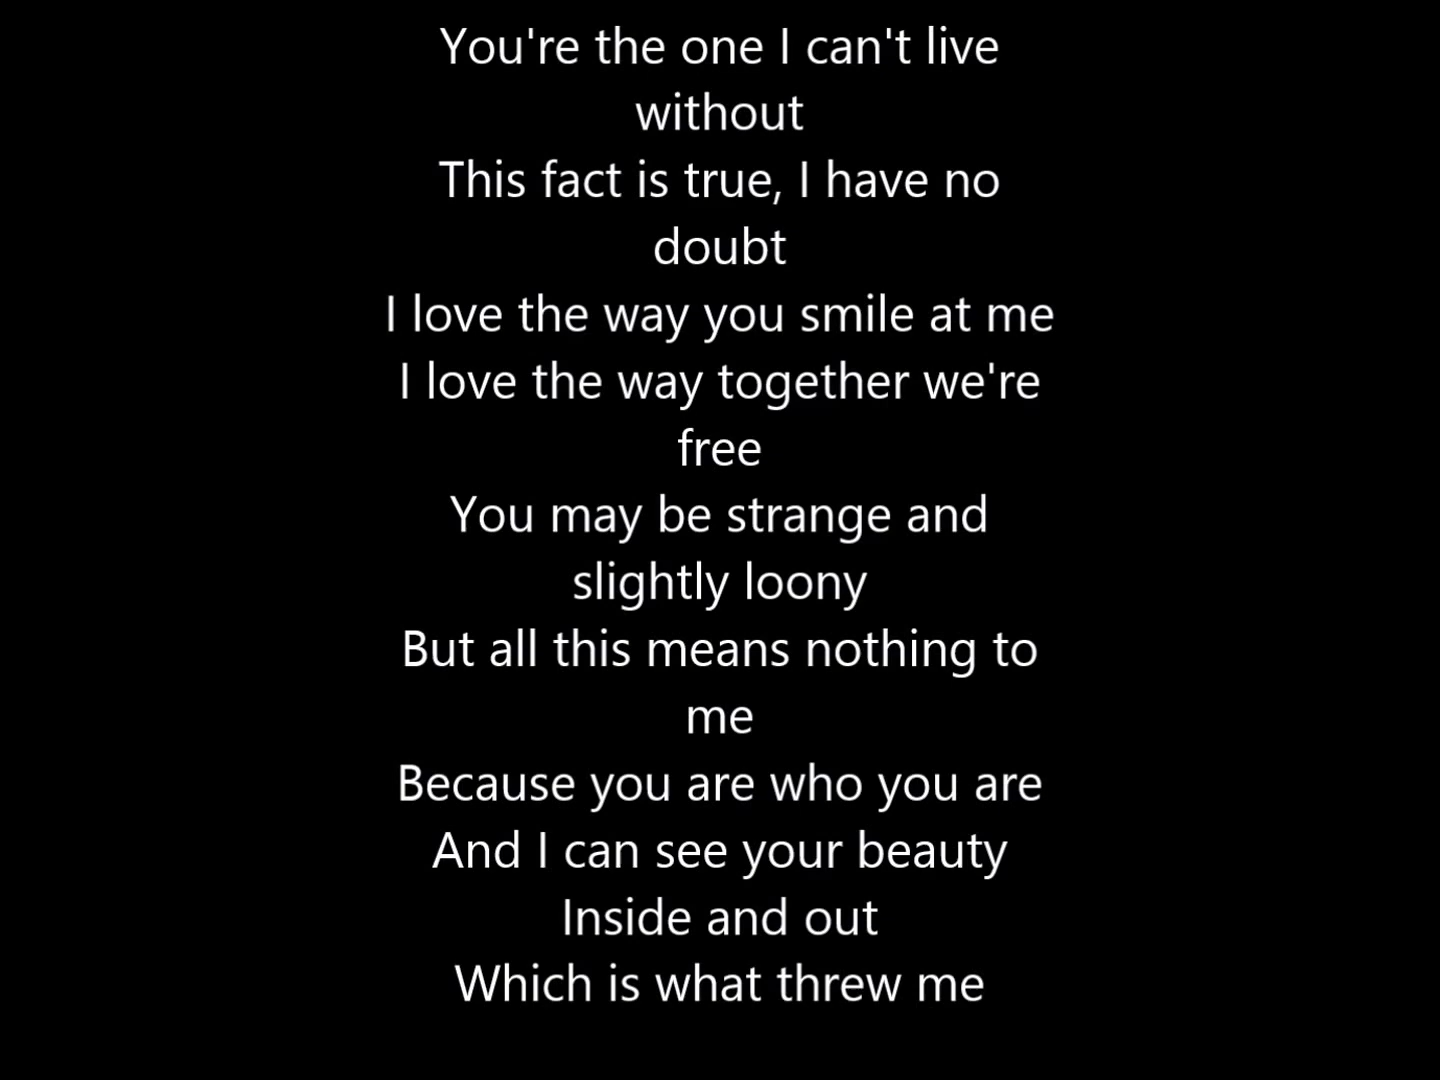 You're the one I can't live
without
This fact is true, I have no
doubt
I love the way you smile at me
I love the way together we're
free
You may be strange and
slightly loony
But all this means nothing to
me
Because you are who you are
And I can see your beauty
Inside and out
Which is what threw me